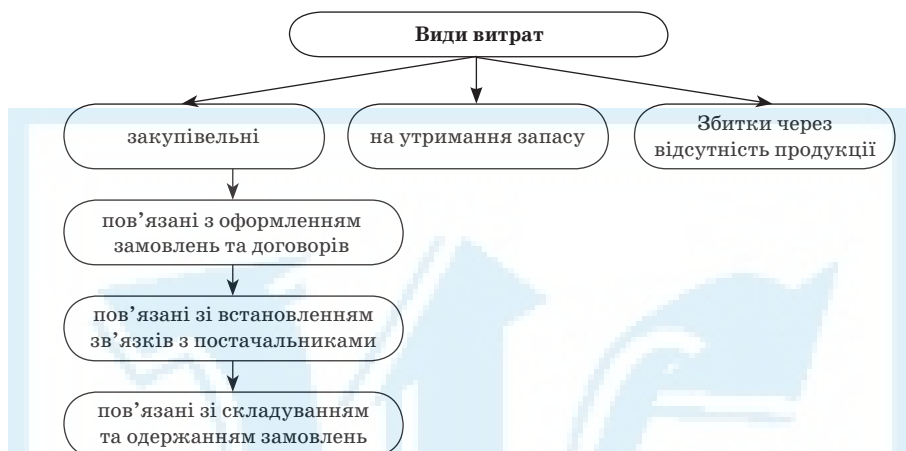 Види витрат
закупівельні
на утримання запасу
Збитки через
відсутність продукції
пов’язані з оформленням
замовлень та договорів
пов’язані зі встановленням
зв’язків з постачальниками
пов’язані зі складуванням
та одержанням замовлень